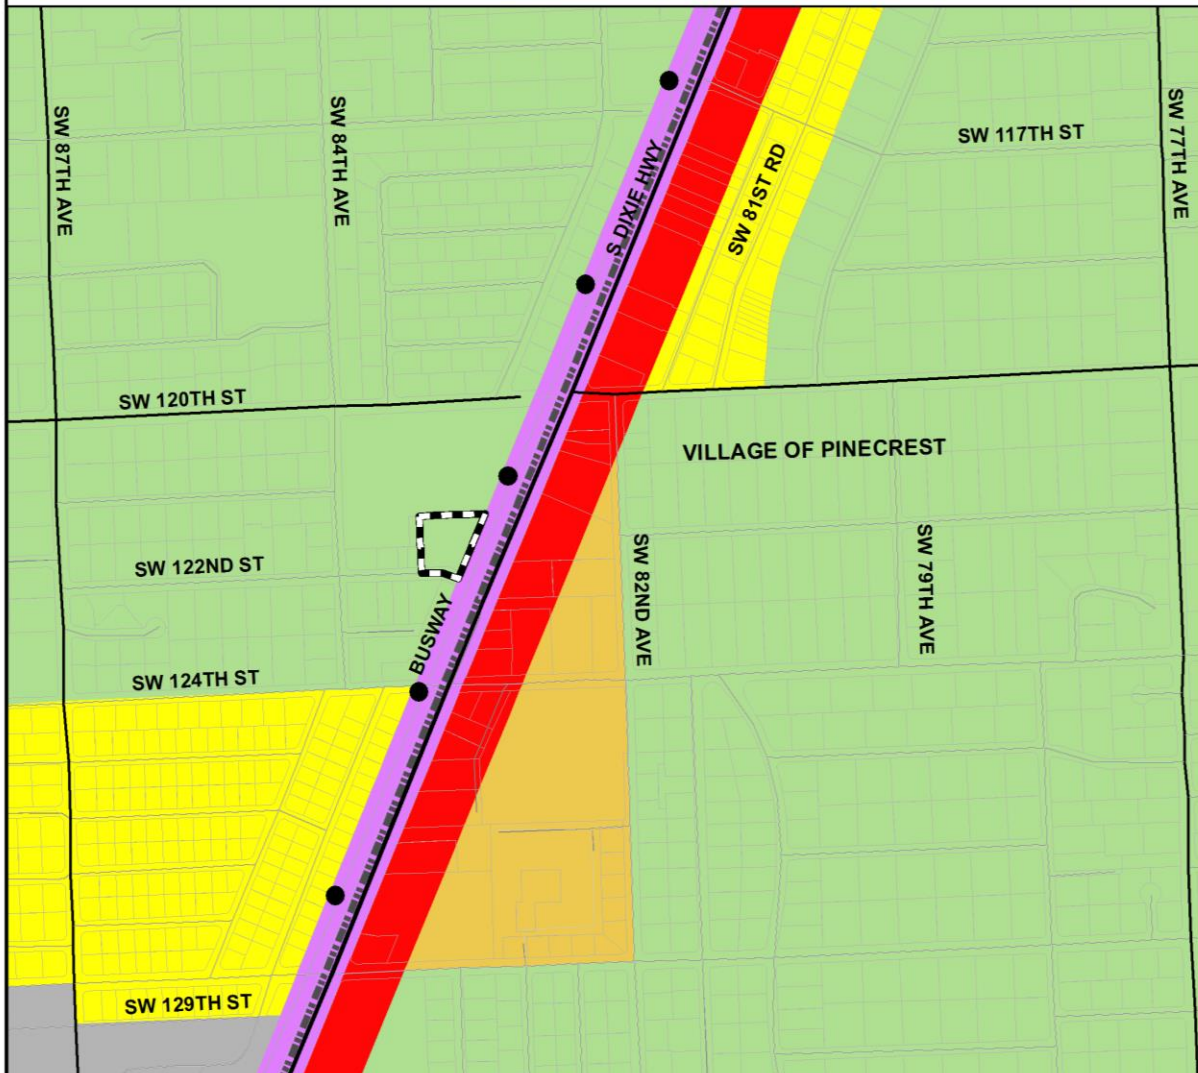 SW 87TH AVE
SW 84TH AVE
S DIXIE HWY
SW 81ST RD
SW 117TH ST
SW 77TH AVE
SW 120TH ST
VILLAGE OF PINECREST
SW 122ND ST
BUSWAY
SW 82ND AVE
SW 79TH AVE
SW 124TH ST
SW 129TH ST